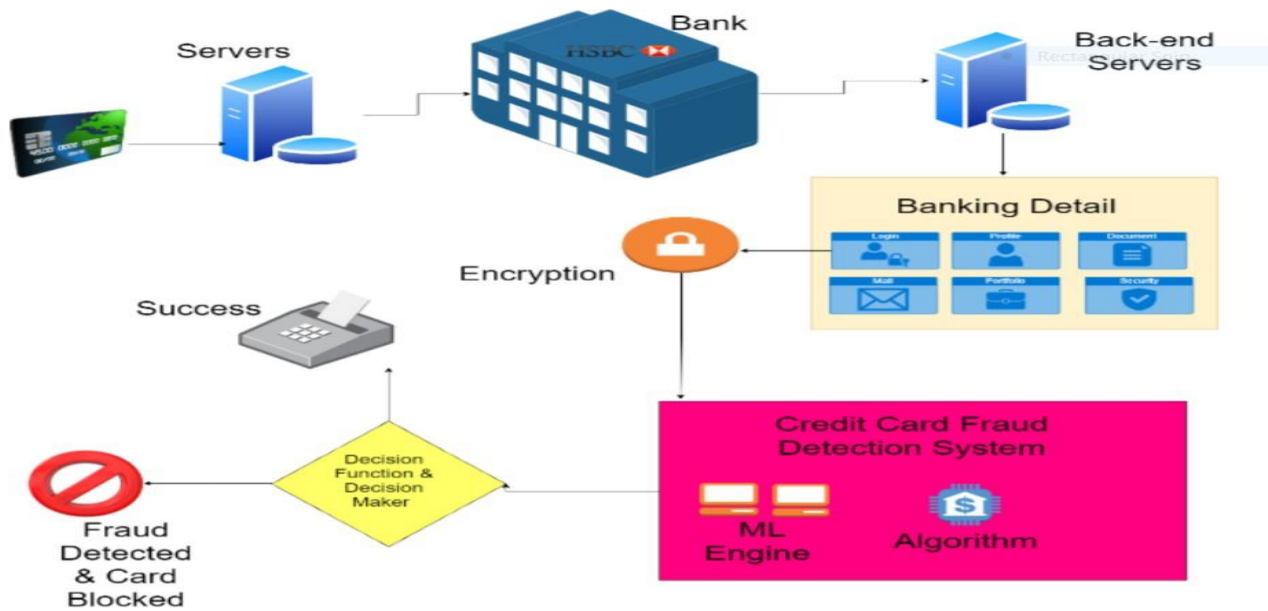 Servers
Bank
HSBC
Back-end
Servers
Banking Detail
Login
Profile
Document
Mail
Portfolio
Security
Encryption
Success
Credit Card Fraud
Detection System
ML
Engine
Algorithm
Decision
Function &
Decision
Maker
Fraud
Detected
& Card
Blocked